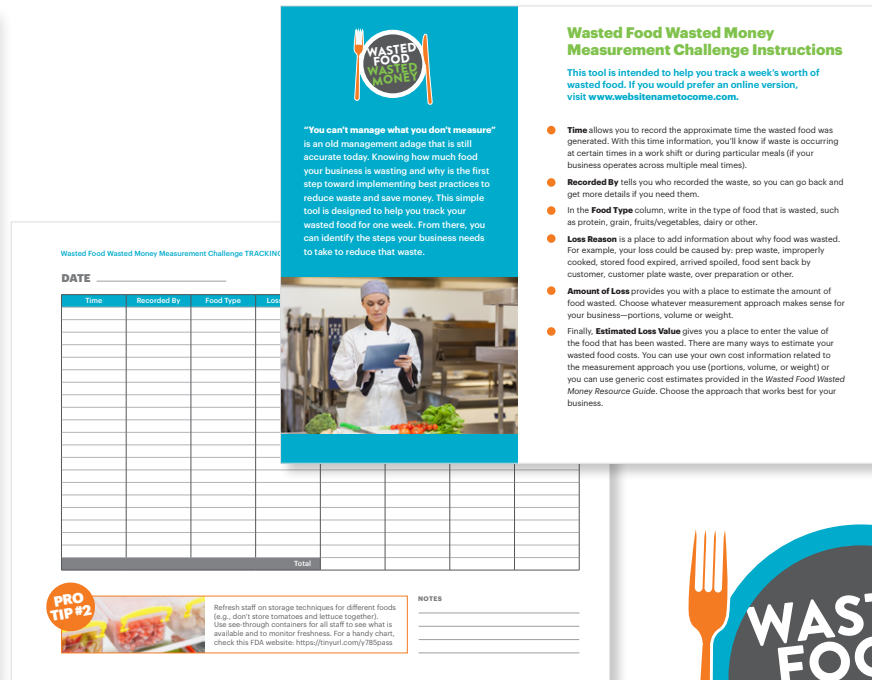 WASTED
FOOD
WASTED
MONEY
“You can’t manage what you don’t measure”
is an old management adage that is still
accurate today. Knowing how much food
your business is wasting and why is the first
step toward implementing best practices to
reduce waste and save money. This simple
tool is designed to help you track your
wasted food for one week. From there, you
can identify the steps your business needs
to take to reduce that waste.
Wasted Food Wasted Money
Measurement Challenge Instructions
This tool is intended to help you track a week’s worth of
wasted food. If you would prefer an online version,
visit www.websitenametocome.com.
Time allows you to record the approximate time the wasted food was
generated. With this time information, you’ll know if waste is occurring
at certain times in a work shift or during particular meals (if your
business operates across multiple meal times).
Recorded By tells you who recorded the waste, so you can go back and
get more details if you need them.
In the Food Type column, write in the type of food that is wasted, such
as protein, grain, fruits/vegetables, dairy or other.
Loss Reason is a place to add information about why food was wasted.
For example, your loss could be caused by: prep waste, improperly
cooked, stored food expired, arrived spoiled, food sent back by
customer, customer plate waste, over preparation or other.
Amount of Loss provides you with a place to estimate the amount of
food wasted. Choose whatever measurement approach makes sense for
your business—portions, volume or weight.
Finally, Estimated Loss Value gives you a place to enter the value of
the food that has been wasted. There are many ways to estimate your
wasted food costs. You can use your own cost information related to
the measurement approach you use (portions, volume, or weight) or
you can use generic cost estimates provided in the Wasted Food Wasted
Money Resource Guide. Choose the approach that works best for your
business.
Wasted Food Wasted Money Measurement Challenge TRACKING
DATE
Time Recorded By Food Type Loss
Total
PRO
TIP #2
Refresh staff on storage techniques for different foods
(e.g., don’t store tomatoes and lettuce together).
Use see-through containers for all staff to see what is
available and to monitor freshness. For a handy chart,
check this FDA website: https://tinyurl.com/y785pass
NOTES
WAST
FOO